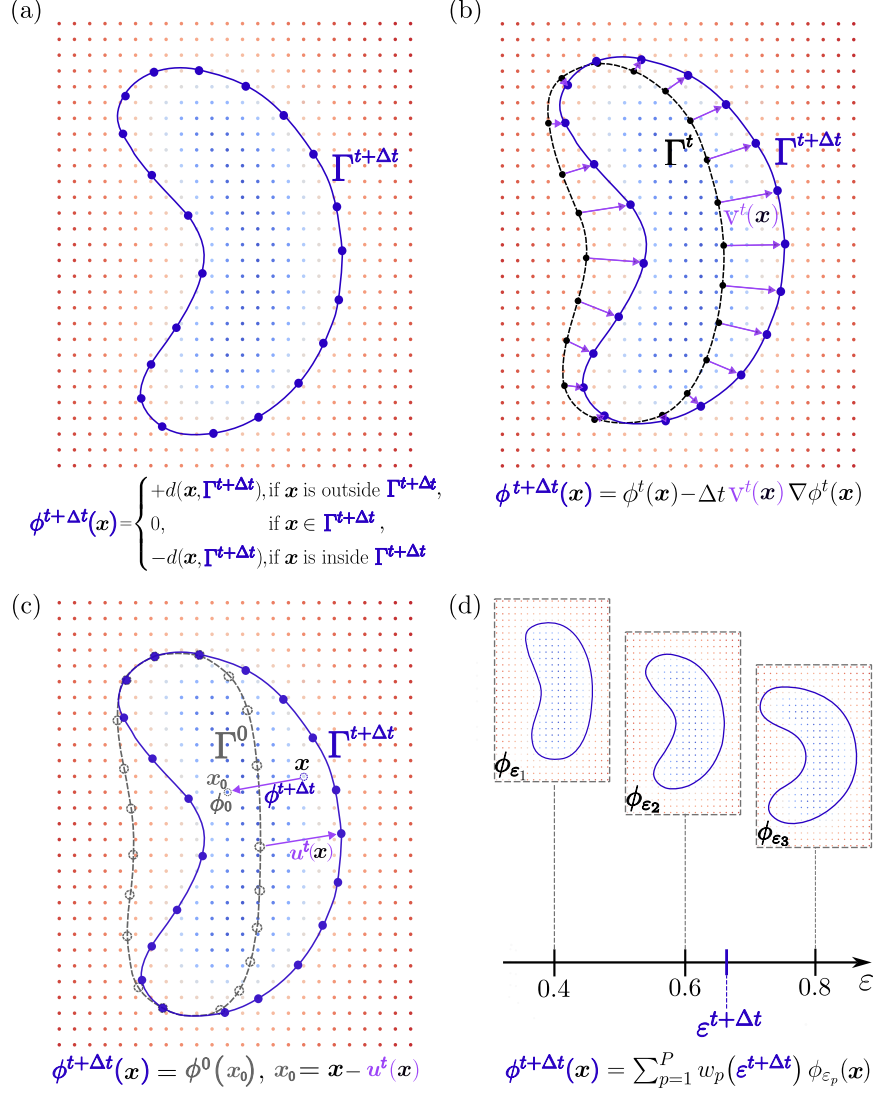 (a)
Γ^{t+Δt}
ϕ^{t+Δt}(x) = { +d(x, Γ^{t+Δt}), if x is outside Γ^{t+Δt},
0, if x ∈ Γ^{t+Δt},
−d(x, Γ^{t+Δt}), if x is inside Γ^{t+Δt}
(b)
Γ^t Γ^{t+Δt}
V^t(x)
ϕ^{t+Δt}(x) = ϕ^t(x) − Δt V^t(x) ∇ϕ^t(x)
(c)
Γ^0 Γ^{t+Δt}
x
x_0
ϕ_0 ϕ^{t+Δt}
u^t(x)
ϕ^{t+Δt}(x) = ϕ^0(x_0), x_0 = x − u^t(x)
(d)
ϕ_{ε_1}
ϕ_{ε_2}
ϕ_{ε_3}
0.4 0.6 0.8 ε
ε^{t+Δt}
ϕ^{t+Δt}(x) = ∑_{p=1}^{P} w_p(ε^{t+Δt}) ϕ_{ε_p}(x)